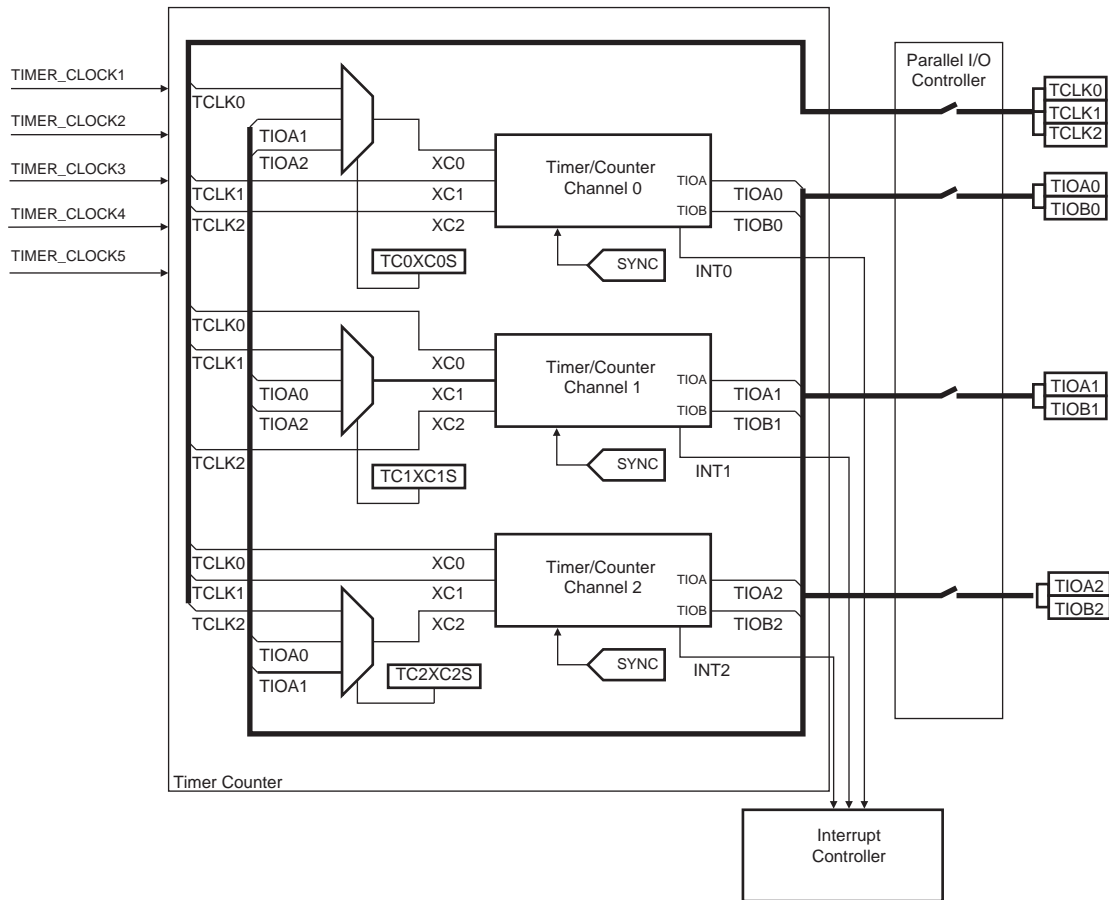 Parallel I/O
Controller
TIMER_CLOCK1
TIMER_CLOCK2
TIMER_CLOCK3
TIMER_CLOCK4
TIMER_CLOCK5
TCLK0
TIOA1
TIOA2
TCLK1
TCLK2
XC0
XC1
XC2
Timer/Counter
Channel 0
TIOA
TIOB
TIOA0
TIOB0
TC0XC0S
SYNC
INT0
TCLK0
TCLK1
TCLK2
TIOA0
TIOB0
TCLK0
TCLK1
TIOA0
TIOA2
TCLK2
XC0
XC1
XC2
Timer/Counter
Channel 1
TIOA
TIOB
TIOA1
TIOB1
TC1XC1S
SYNC
INT1
TIOA1
TIOB1
TCLK0
TCLK1
TCLK2
TIOA0
TIOA1
XC0
XC1
XC2
Timer/Counter
Channel 2
TIOA
TIOB
TIOA2
TIOB2
TC2XC2S
SYNC
INT2
TIOA2
TIOB2
Timer Counter
Interrupt
Controller